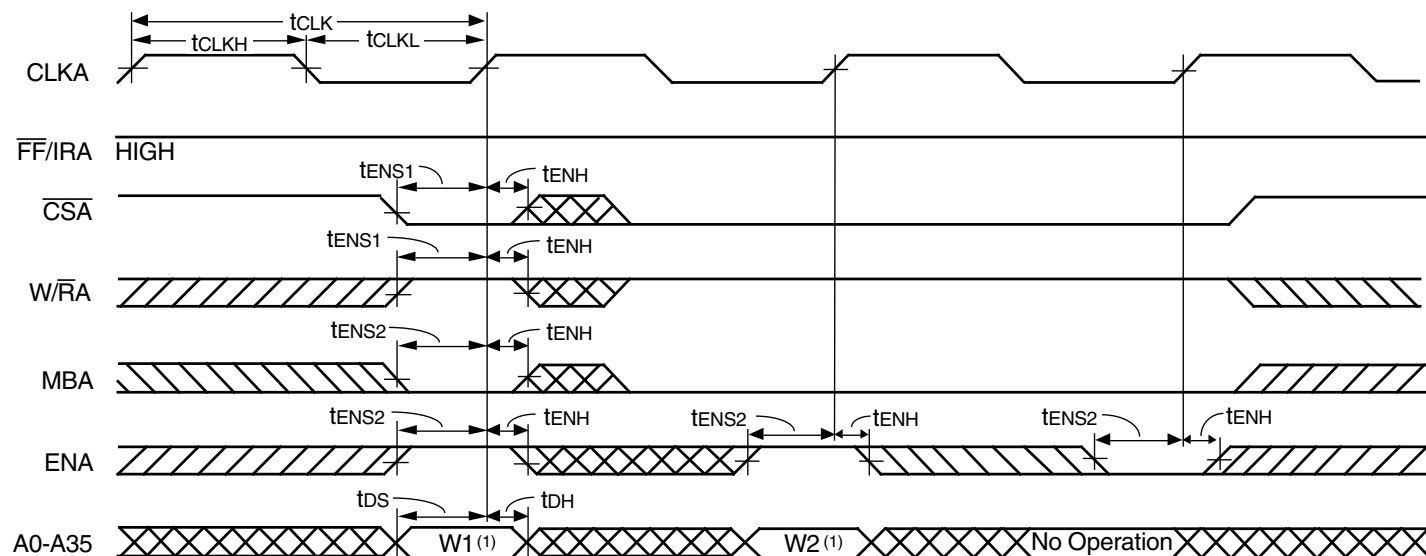 tCLK
tCLKH tCLKL
CLKA
FF/IRA HIGH
tENS1 tENH
CSA
tENS1 tENH
W/RA
tENS2 tENH
MBA
tENS2 tENH tENS2 tENH tENS2 tENH
ENA
tDS tDH
A0-A35 W1 (1) W2 (1) No Operation